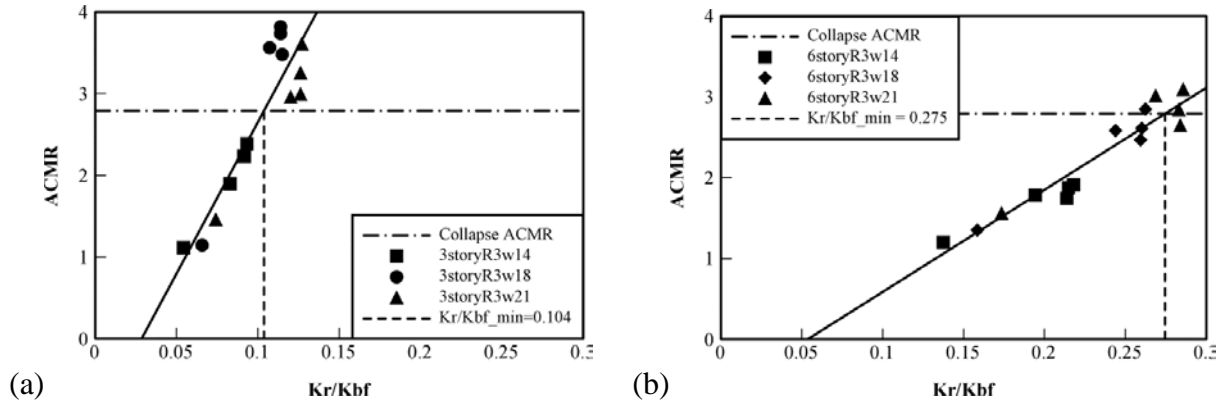 4
3
2
1
0
ACMR
Collapse ACMR
3storyR3w14
3storyR3w18
3storyR3w21
Kr/Kbf_min=0.104
0 0.05 0.1 0.15 0.2 0.25 0.3
Kr/Kbf
(a)
4
3
2
1
0
ACMR
Collapse ACMR
6storyR3w14
6storyR3w18
6storyR3w21
Kr/Kbf_min = 0.275
0 0.05 0.1 0.15 0.2 0.25 0.3
Kr/Kbf
(b)